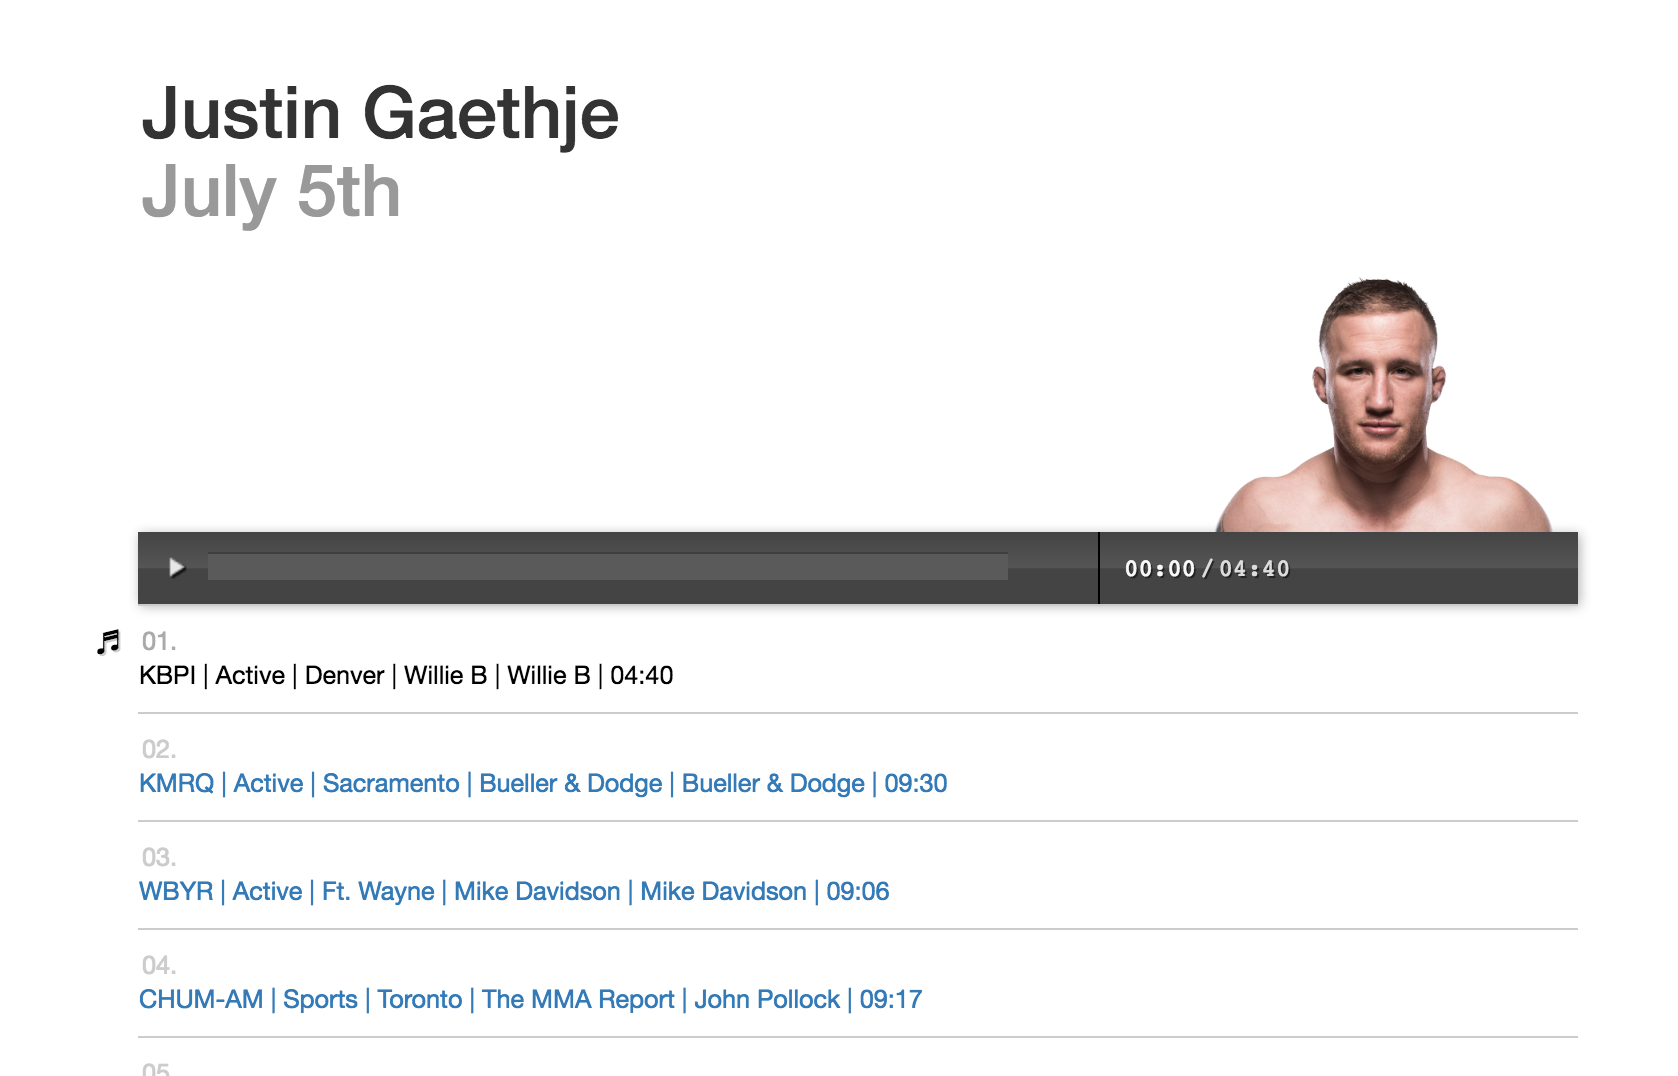 Justin Gaethje
July 5th
00:00/04:40
01.
KBPI | Active | Denver | Willie B | Willie B | 04:40
02.
KMRQ | Active | Sacramento | Bueller & Dodge | Bueller & Dodge | 09:30
03.
WBYR | Active | Ft. Wayne | Mike Davidson | Mike Davidson | 09:06
04.
CHUM-AM | Sports | Toronto | The MMA Report | John Pollock | 09:17
05.